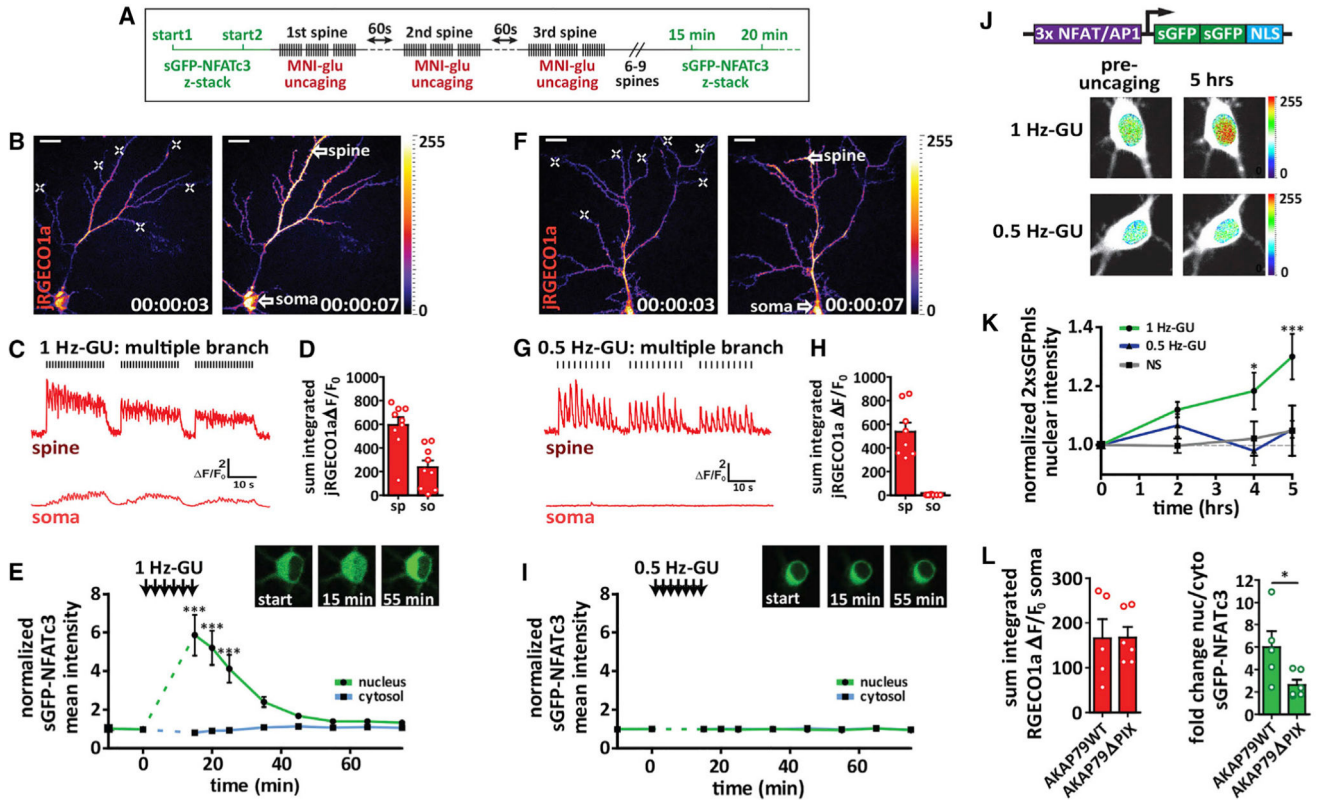 A
start1 start2 1st spine 60s 2nd spine 60s 3rd spine 15 min 20 min
sGFP-NFATc3 MNI-glu MNI-glu MNI-glu 6-9 sGFP-NFATc3
z-stack uncaging uncaging uncaging spines z-stack
B
jRGECO1a
00:00:03
spine
soma
00:00:07
255
0
F
jRGECO1a
00:00:03
spine
soma
00:00:07
255
0
C 1 Hz-GU: multiple branch
spine
ΔF/F0 2
10 s
soma
D
sum integrated
jRGECO1aΔF/F0
1000
800
600
400
200
0
sp so
G 0.5 Hz-GU: multiple branch
spine
ΔF/F0 2
10 s
soma
H
sum integrated
jRGECO1a ΔF/F0
1000
800
600
400
200
0
sp so
E
1 Hz-GU
start 15 min 55 min
normalized
sGFP-NFATc3
mean intensity
8
6
4
2
0
***
***
***
nucleus
cytosol
0 20 40 60
time (min)
I
0.5 Hz-GU
start 15 min 55 min
normalized
sGFP-NFATc3
mean intensity
8
6
4
2
0
nucleus
cytosol
0 20 40 60
time (min)
J
3x NFAT/AP1 sGFP sGFP NLS
pre-
uncaging 5 hrs
1 Hz-GU
255
0
0.5 Hz-GU
255
0
K
normalized 2xsGFPnls
nuclear intensity
1.4
1.2
1.0
1 Hz-GU
0.5 Hz-GU
NS
*
***
0 1 2 3 4 5
time (hrs)
L
sum integrated
RGECO1a ΔF/F0 soma
300
200
100
0
AKAP79WT
AKAP79ΔPIX
fold change nuc/cyto
sGFP-NFATc3
12
10
8
6
4
2
0
*
AKAP79WT
AKAP79ΔPIX